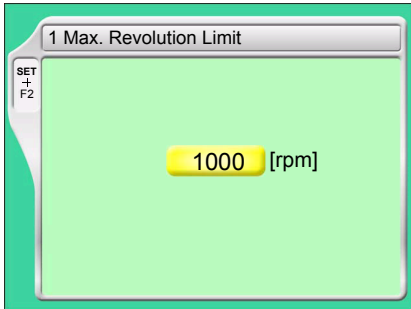 1 Max. Revolution Limit
SET
+
F2
1000 [rpm]